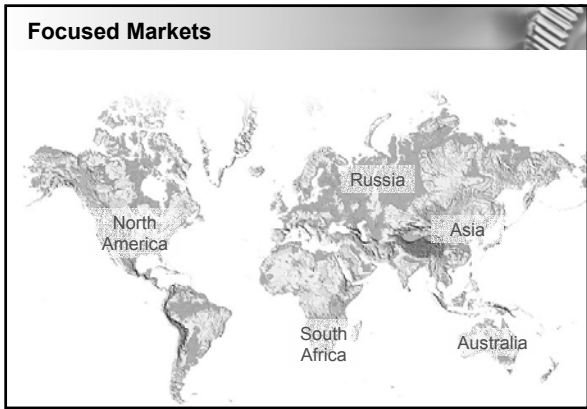 Focused Markets
Russia
North
America
Asia
South
Africa
Australia